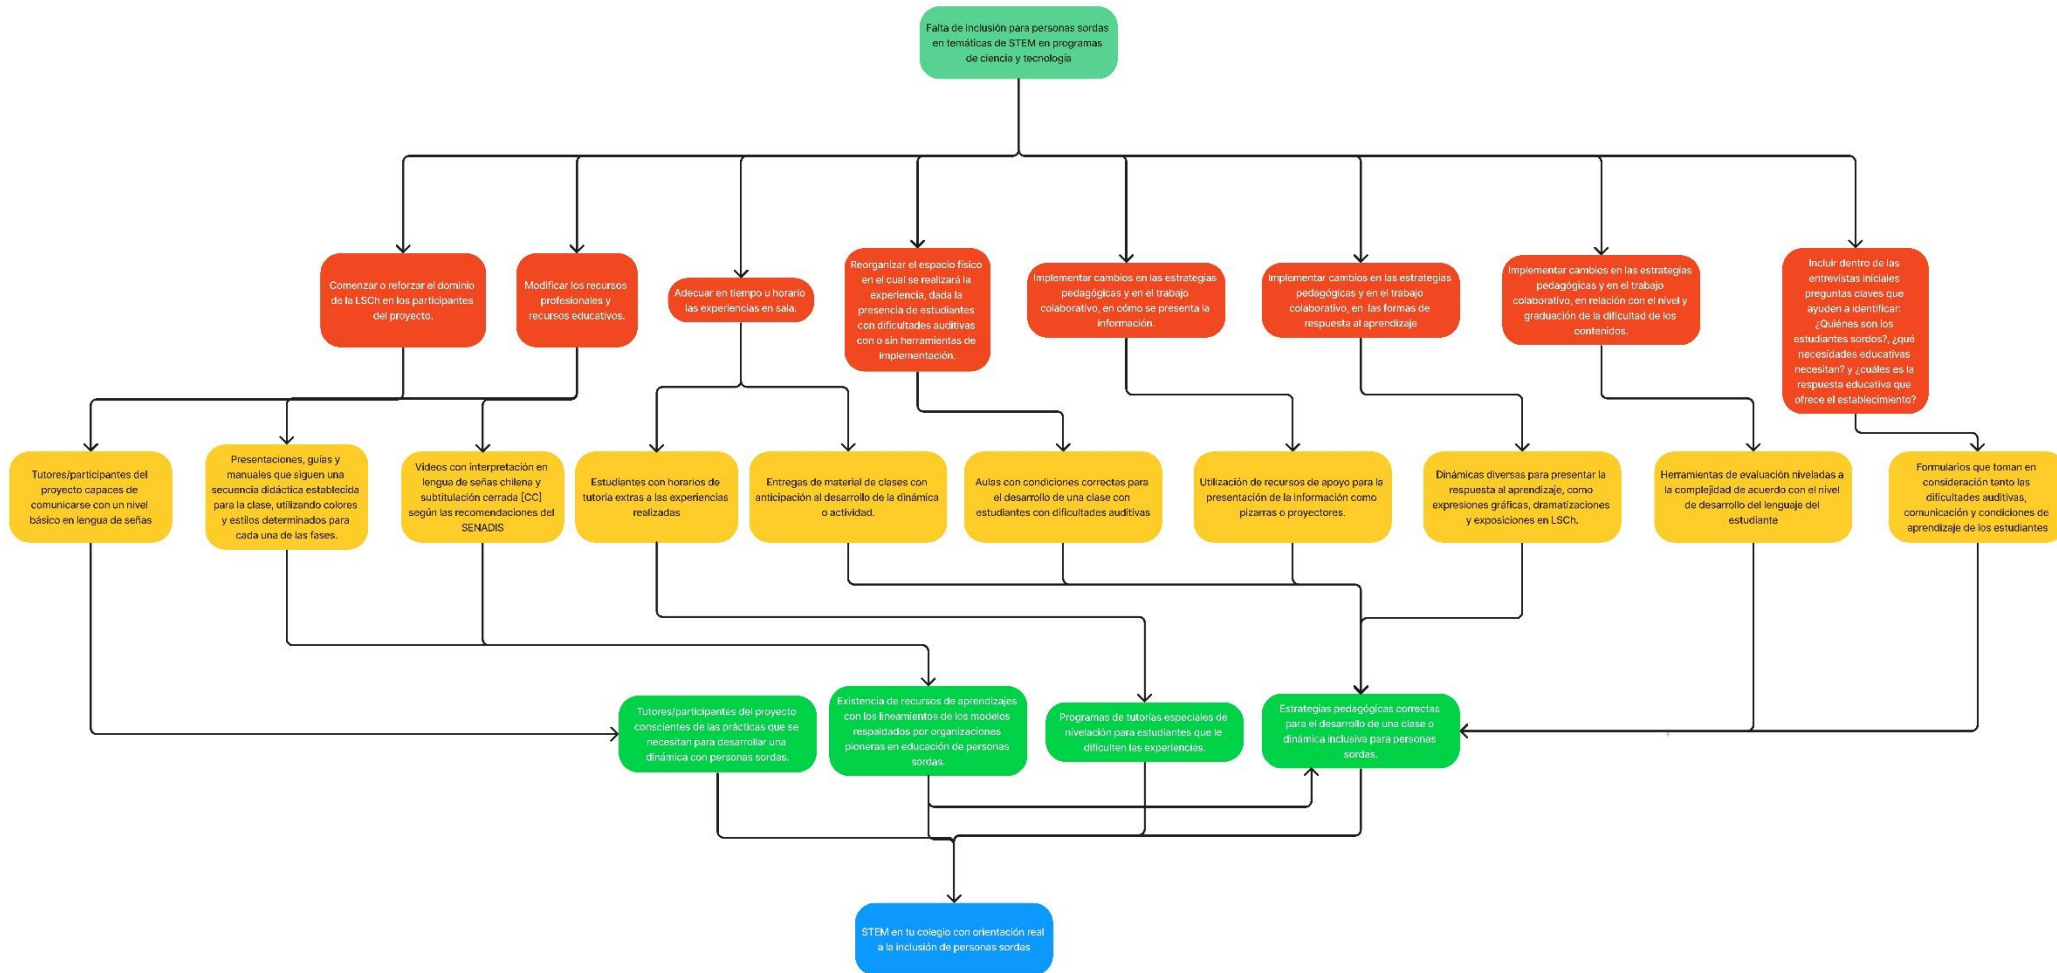 Falta de inclusión para personas sordas
en temáticas de STEM en programas
de ciencia y tecnología
Comenzar o reforzar el dominio
de la LSCh en los participantes
del proyecto.
Modificar los recursos
profesionales y
recursos educativos.
Adecuar en tiempo u horario
las experiencias en sala.
Reorganizar el espacio físico
en el cual se realizará la
experiencia, dada la
presencia de estudiantes
con dificultades auditivas
con o sin herramientas de
implementación.
Implementar cambios en las estrategias
pedagógicas y en el trabajo
colaborativo, en cómo se presenta la
información.
Implementar cambios en las estrategias
pedagógicas y en el trabajo
colaborativo, en las formas de
respuesta al aprendizaje
Implementar cambios en las estrategias
pedagógicas y en el trabajo
colaborativo, en relación con el nivel y
graduación de la dificultad de los
contenidos.
Incluir dentro de las
entrevistas iniciales
preguntas claves que
ayuden a identificar:
¿Quiénes son los
estudiantes sordos?, ¿qué
necesidades educativas
necesitan? y ¿cuáles es la
respuesta educativa que
ofrece el establecimiento?
Tutores/participantes del
proyecto capaces de
comunicarse con un nivel
básico en lengua de señas
Presentaciones, guías y
manuales que siguen una
secuencia didáctica establecida
para la clase, utilizando colores
y estilos determinados para
cada una de las fases.
Videos con interpretación en
lengua de señas chilena y
subtitulación cerrada [CC]
según las recomendaciones del
SENADIS
Estudiantes con horarios de
tutoría extras a las experiencias
realizadas
Entregas de material de clases con
anticipación al desarrollo de la dinámica
o actividad.
Aulas con condiciones correctas para
el desarrollo de una clase con
estudiantes con dificultades auditivas
Utilización de recursos de apoyo para la
presentación de la información como
pizarras o proyectores.
Dinámicas diversas para presentar la
respuesta al aprendizaje, como
expresiones gráficas, dramatizaciones
y exposiciones en LSCh.
Herramientas de evaluación niveladas a
la complejidad de acuerdo con el nivel
de desarrollo del lenguaje del
estudiante
Formularios que toman en
consideración tanto las
dificultades auditivas,
comunicación y condiciones de
aprendizaje de los estudiantes
Tutores/participantes del proyecto
conscientes de las prácticas que se
necesitan para desarrollar una
dinámica con personas sordas.
Existencia de recursos de aprendizajes
con los lineamientos de los modelos
respaldados por organizaciones
pioneras en educación de personas
sordas.
Programas de tutorías especiales de
nivelación para estudiantes que le
dificulten las experiencias.
Estrategias pedagógicas correctas
para el desarrollo de una clase o
dinámica inclusiva para personas
sordas.
STEM en tu colegio con orientación real
a la inclusión de personas sordas